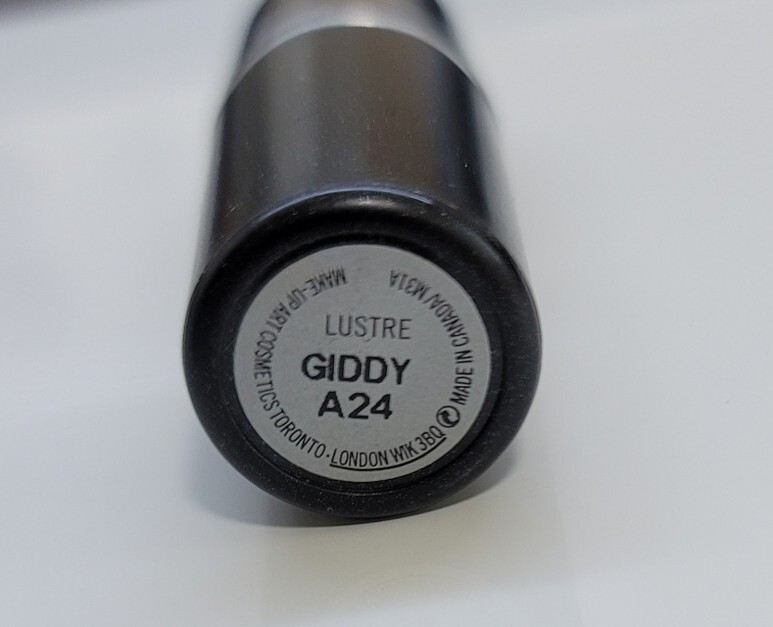 LUSTRE
GIDDY
A24
MAKE-UP ART COSMETICS TORONTO · LONDON W1K 3BQ MADE IN CANADA/ M31A